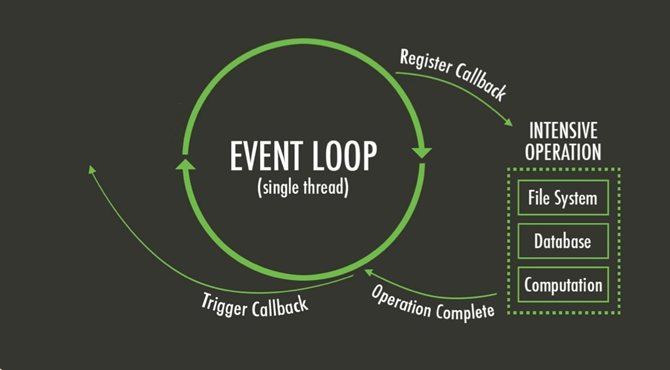 Register Callback
INTENSIVE
OPERATION
EVENT LOOP
(single thread)
File System
Database
Computation
Operation Complete
Trigger Callback